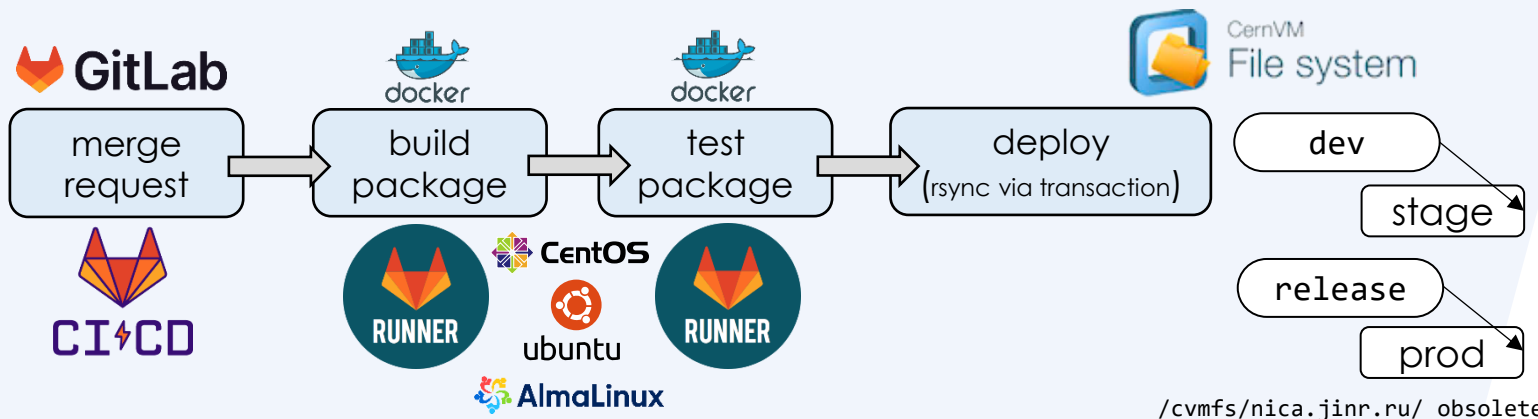 GitLab
docker
docker
CernVM
File system
merge
request
build
package
test
package
deploy
(rsync via transaction)
dev
stage
CI CD
RUNNER
CentOS
ubuntu
AlmaLinux
RUNNER
release
prod
/cvmfs/nica.jinr.ru/ obsolete